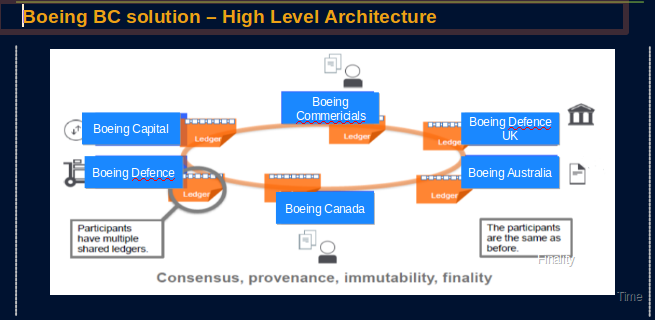 Boeing BC solution – High Level Architecture
Boeing
Commercicials
Boeing Capital
Ledger
Ledger
Ledger
Boeing Defence
UK
Boeing Defence
Ledger
Boeing Canada
Ledger
Boeing Australia
Participants
have multiple
shared ledgers.
The participants
are the same as
before.
Finality
Consensus, provenance, immutability, finality
Time